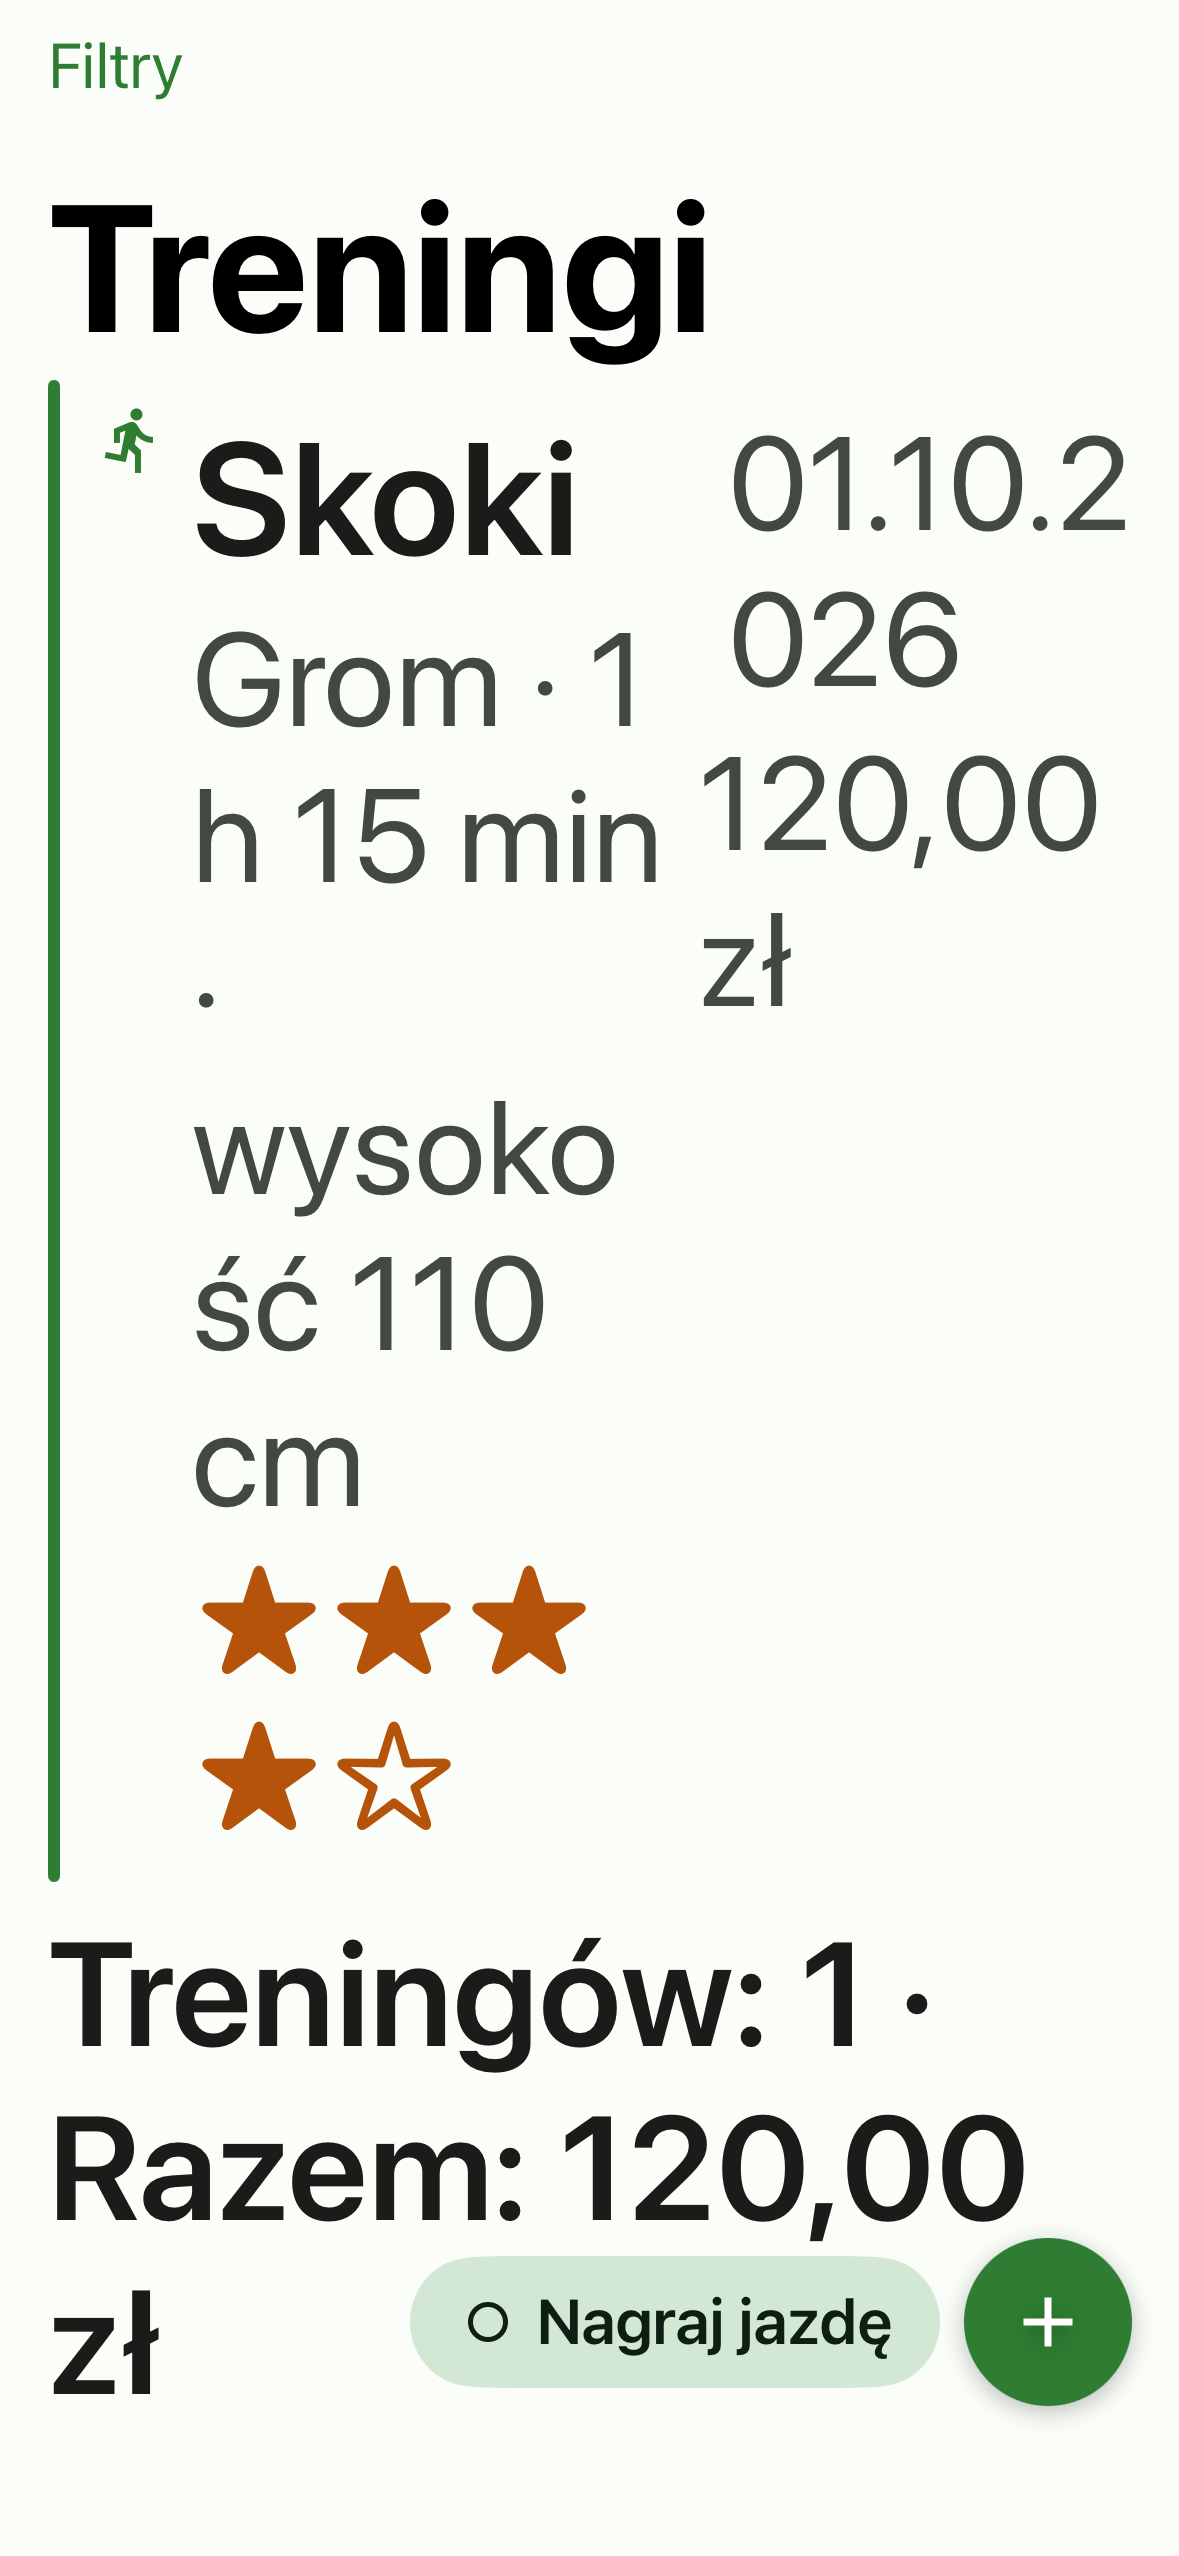 Filtry
Treningi
Skoki
Grom · 1
h 15 min
·
wysoko
ść 110
cm
★★★
★☆
01.10.2
026
120,00
zł
Treningów: 1 ·
Razem: 120,00
zł
Nagraj jazdę
+